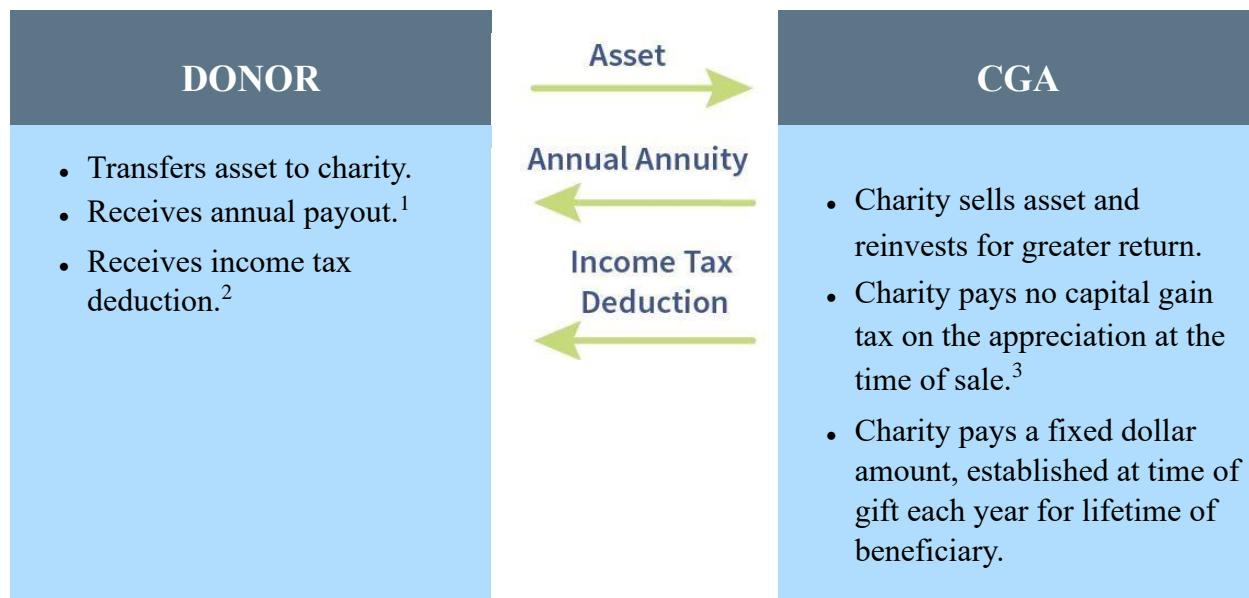 DONOR
• Transfers asset to charity.
• Receives annual payout.¹
• Receives income tax
deduction.²
Asset
Annual Annuity
Income Tax
Deduction
CGA
• Charity sells asset and
reinvests for greater return.
• Charity pays no capital gain
tax on the appreciation at the
time of sale.³
• Charity pays a fixed dollar
amount, established at time of
gift each year for lifetime of
beneficiary.